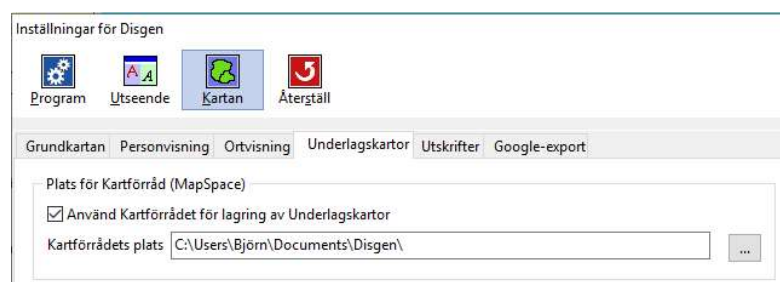 Inställningar för Disgen
Program Utseende Kartan Återställ
Grundkartan Personvisning Ortvisning Underlagskartor Utskrifter Google-export
Plats för Kartförråd (MapSpace)
Använd Kartförrådet för lagring av Underlagskartor
Kartförrådets plats C:\Users\Björn\Documents\Disgen\ ...